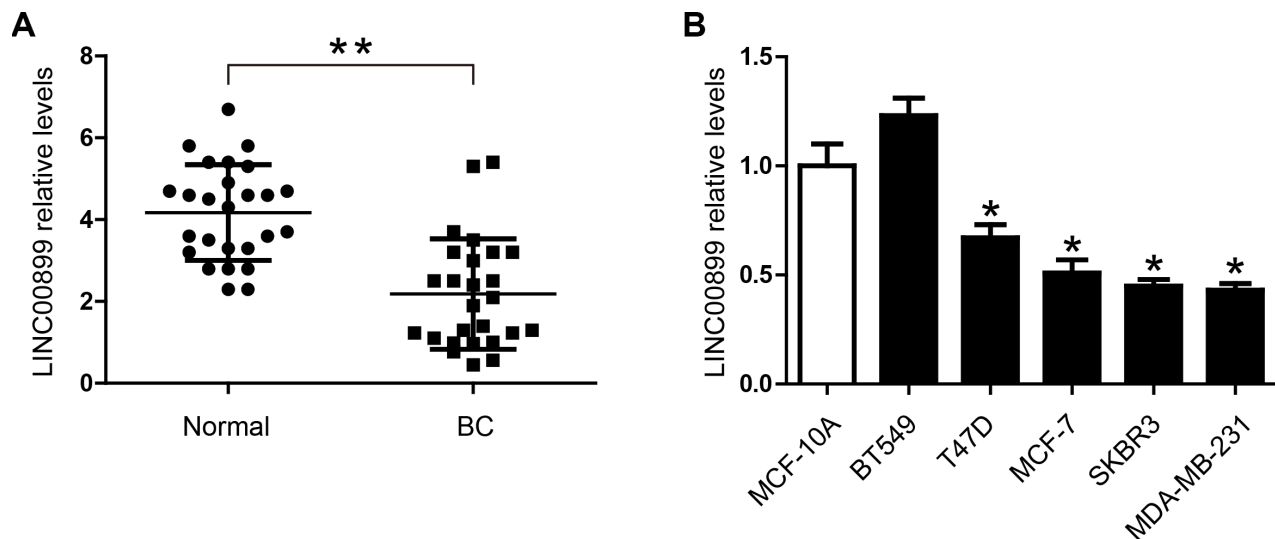 A
LINC00899 relative levels
8
6
4
2
0
**
Normal
BC
B
LINC00899 relative levels
1.5
1.0
0.5
0.0
*
*
*
*
MCF-10A
BT549
T47D
MCF-7
SKBR3
MDA-MB-231